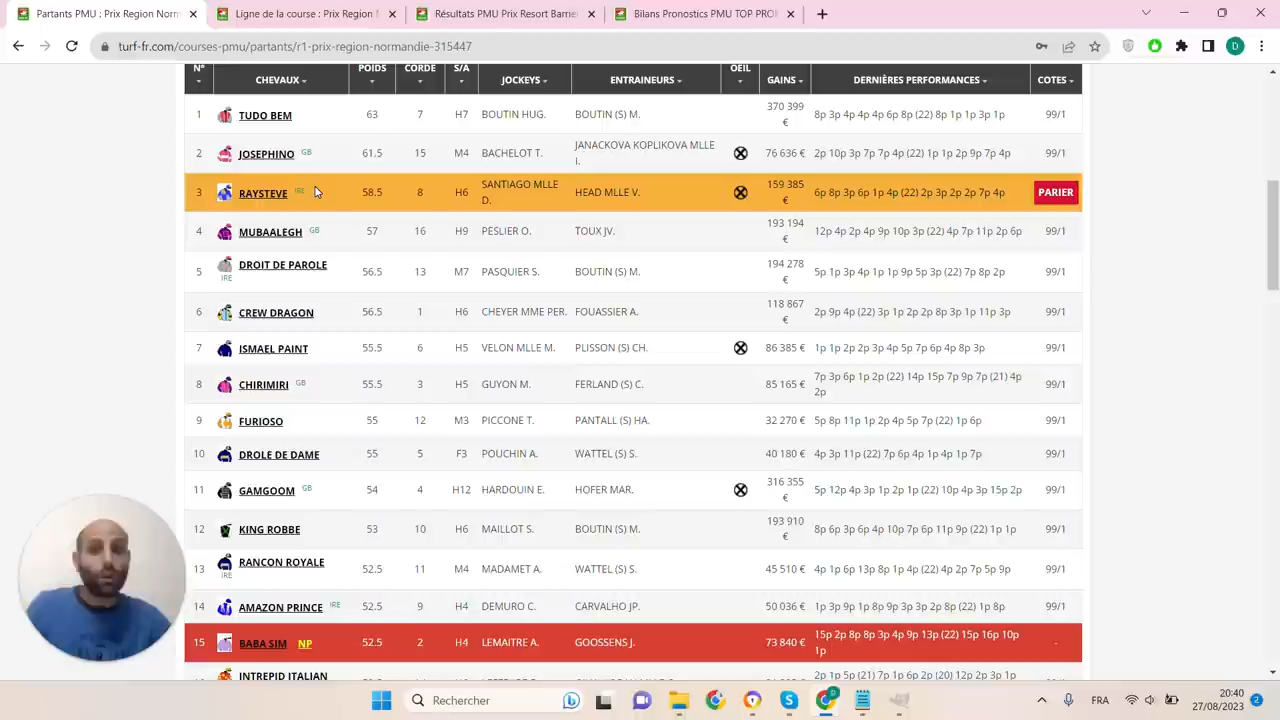 Partants PMU : Prix Region Norm
Ligne de la course : Prix Region N
Résultats PMU Prix Resort Barriè
Bilans Pronostics PMU TOP PRO
turf-fr.com/courses-pmu/partants/r1-prix-region-normandie-315447
D
N° CHEVAUX POIDS CORDE S/A JOCKEYS ENTRAINEURS OEIL GAINS DERNIÈRES PERFORMANCES COTES
1 TUDO BEM 63 7 H7 BOUTIN HUG. BOUTIN (S) M. 370 399 € 8p 3p 4p 4p 4p 6p 8p (22) 8p 1p 1p 3p 1p 99/1
2 JOSEPHINO GB 61.5 15 M4 BACHELOT T. JANACKOVA KOPLIKOVA MLLE I. 76 636 € 2p 10p 3p 7p 7p 4p (22) 1p 1p 2p 9p 7p 4p 99/1
3 RAYSTEVE IRE 58.5 8 H6 SANTIAGO MLLE D. HEAD MLLE V. 159 385 € 6p 8p 3p 6p 1p 4p (22) 2p 3p 2p 2p 7p 4p PARIER
4 MUBAALEGH GB 57 16 H9 PESLIER O. TOUX JV. 193 194 € 12p 4p 2p 4p 9p 10p 3p (22) 4p 7p 11p 2p 6p 99/1
5 DROIT DE PAROLE IRE 56.5 13 M7 PASQUIER S. BOUTIN (S) M. 194 278 € 5p 1p 3p 4p 1p 1p 9p 5p 3p (22) 7p 8p 2p 99/1
6 CREW DRAGON 56.5 1 H6 CHEYER MME PER. FOUASSIER A. 118 867 € 2p 9p 4p (22) 3p 1p 2p 2p 8p 3p 1p 11p 3p 99/1
7 ISMAEL PAINT 55.5 6 H5 VELON MLLE M. PLISSON (S) CH. 86 385 € 1p 1p 2p 2p 3p 4p 5p 7p 6p 4p 8p 3p 99/1
8 CHIRIMIRI GB 55.5 3 H5 GUYON M. FERLAND (S) C. 85 165 € 7p 3p 6p 1p 2p (22) 14p 15p 7p 9p 7p (21) 4p 2p 99/1
9 FURIOSO 55 12 M3 PICCONE T. PANTALL (S) HA. 32 270 € 5p 8p 11p 1p 2p 4p 5p 7p (22) 1p 6p 99/1
10 DROLE DE DAME 55 5 F3 POUCHIN A. WATTEL (S) S. 40 180 € 4p 3p 11p (22) 7p 6p 4p 1p 4p 1p 7p 99/1
11 GAMGOOM GB 54 4 H12 HARDOUIN E. HOFER MAR. 316 355 € 5p 12p 4p 3p 1p 2p 1p (22) 10p 4p 3p 15p 2p 99/1
12 KING ROBBE 53 10 H6 MAILLOT S. BOUTIN (S) M. 193 910 € 8p 6p 3p 6p 4p 10p 7p 6p 11p 9p (22) 1p 1p 99/1
13 RANCON ROYALE IRE 52.5 11 M4 MADAMET A. WATTEL (S) S. 45 510 € 4p 1p 6p 13p 8p 1p 4p (22) 4p 2p 7p 5p 9p 99/1
14 AMAZON PRINCE IRE 52.5 9 H4 DEMURO C. CARVALHO JP. 50 036 € 1p 3p 9p 1p 8p 9p 3p 3p 2p 8p (22) 1p 8p 99/1
15 BABA SIM NP 52.5 2 H4 LEMAITRE A. GOOSSENS J. 73 840 € 15p 2p 8p 8p 3p 4p 9p 13p (22) 15p 16p 10p 1p -
INTREPID ITALIAN 2p 1p 5p (21) 7p 1p 6p (20) 12p 2p 2p 3p
Rechercher
FRA
20:40
27/08/2023
2